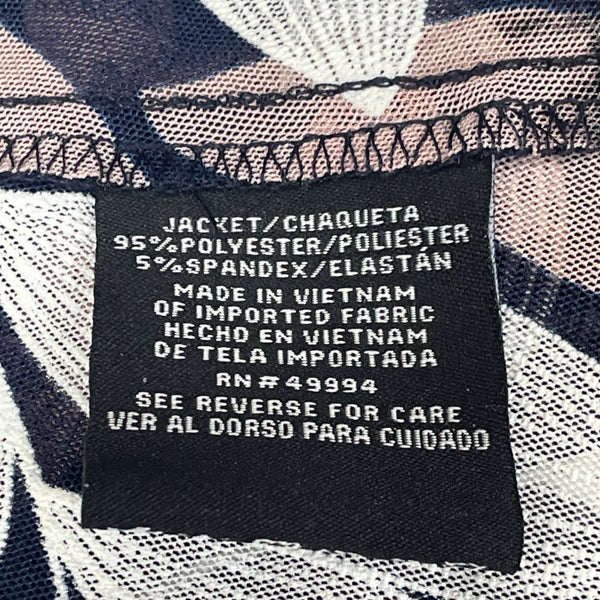 JACKET/CHAQUETA
95%POLYESTER/POLIESTER
5%SPANDEX/ELASTÁN
MADE IN VIETNAM
OF IMPORTED FABRIC
HECHO EN VIETNAM
DE TELA IMPORTADA
RN#49994
SEE REVERSE FOR CARE
VER AL DORSO PARA CUIDADO